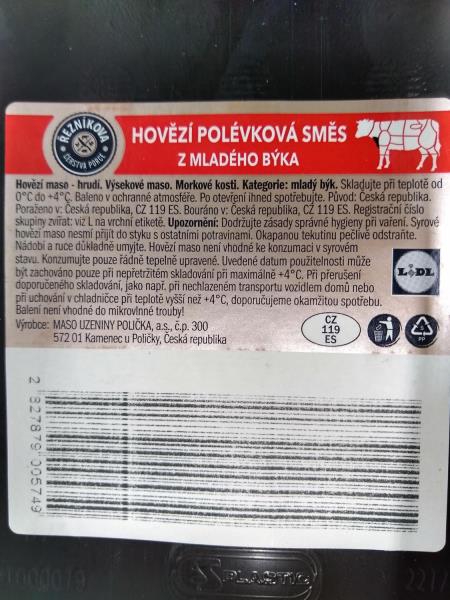 ŘEZNÍKOVA
ČERSTVÁ PORCE
HOVĚZÍ POLÉVKOVÁ SMĚS
Z MLADÉHO BÝKA
Hovězí maso - hrudí. Výsekové maso. Morkové kosti. Kategorie: mladý býk. Skladujte při teplotě od
0°C do +4°C. Baleno v ochranné atmosféře. Po otevření ihned spotřebujte. Původ: Česká republika.
Poraženo v: Česká republika, CZ 119 ES. Bouráno v: Česká republika, CZ 119 ES. Registrační číslo
skupiny zvířat: viz L na vrchní etiketě. Upozornění: Dodržujte zásady správné hygieny při vaření. Syrové
hovězí maso nesmí přijít do styku s ostatními potravinami. Okapanou tekutinu pečlivě odstraňte.
Nádobí a ruce důkladně umyjte. Hovězí maso není vhodné ke konzumaci v syrovém
stavu. Konzumujte pouze řádně tepelně upravené. Uvedené datum použitelnosti může
být zachováno pouze při nepřetržitém skladování při maximálně +4°C. Při přerušení
doporučeného skladování, jako např. při nechlazeném transportu vozidlem domů nebo
při uchování v chladničce při teplotě vyšší než +4°C, doporučujeme okamžitou spotřebu.
Balení není vhodné do mikrovlnné trouby!
Výrobce: MASO UZENINY POLIČKA, a.s., č.p. 300
572 01 Kamenec u Poličky, Česká republika
LIDL
CZ
119
ES
5
PP
2 827879 005749
PLASTIC
2217